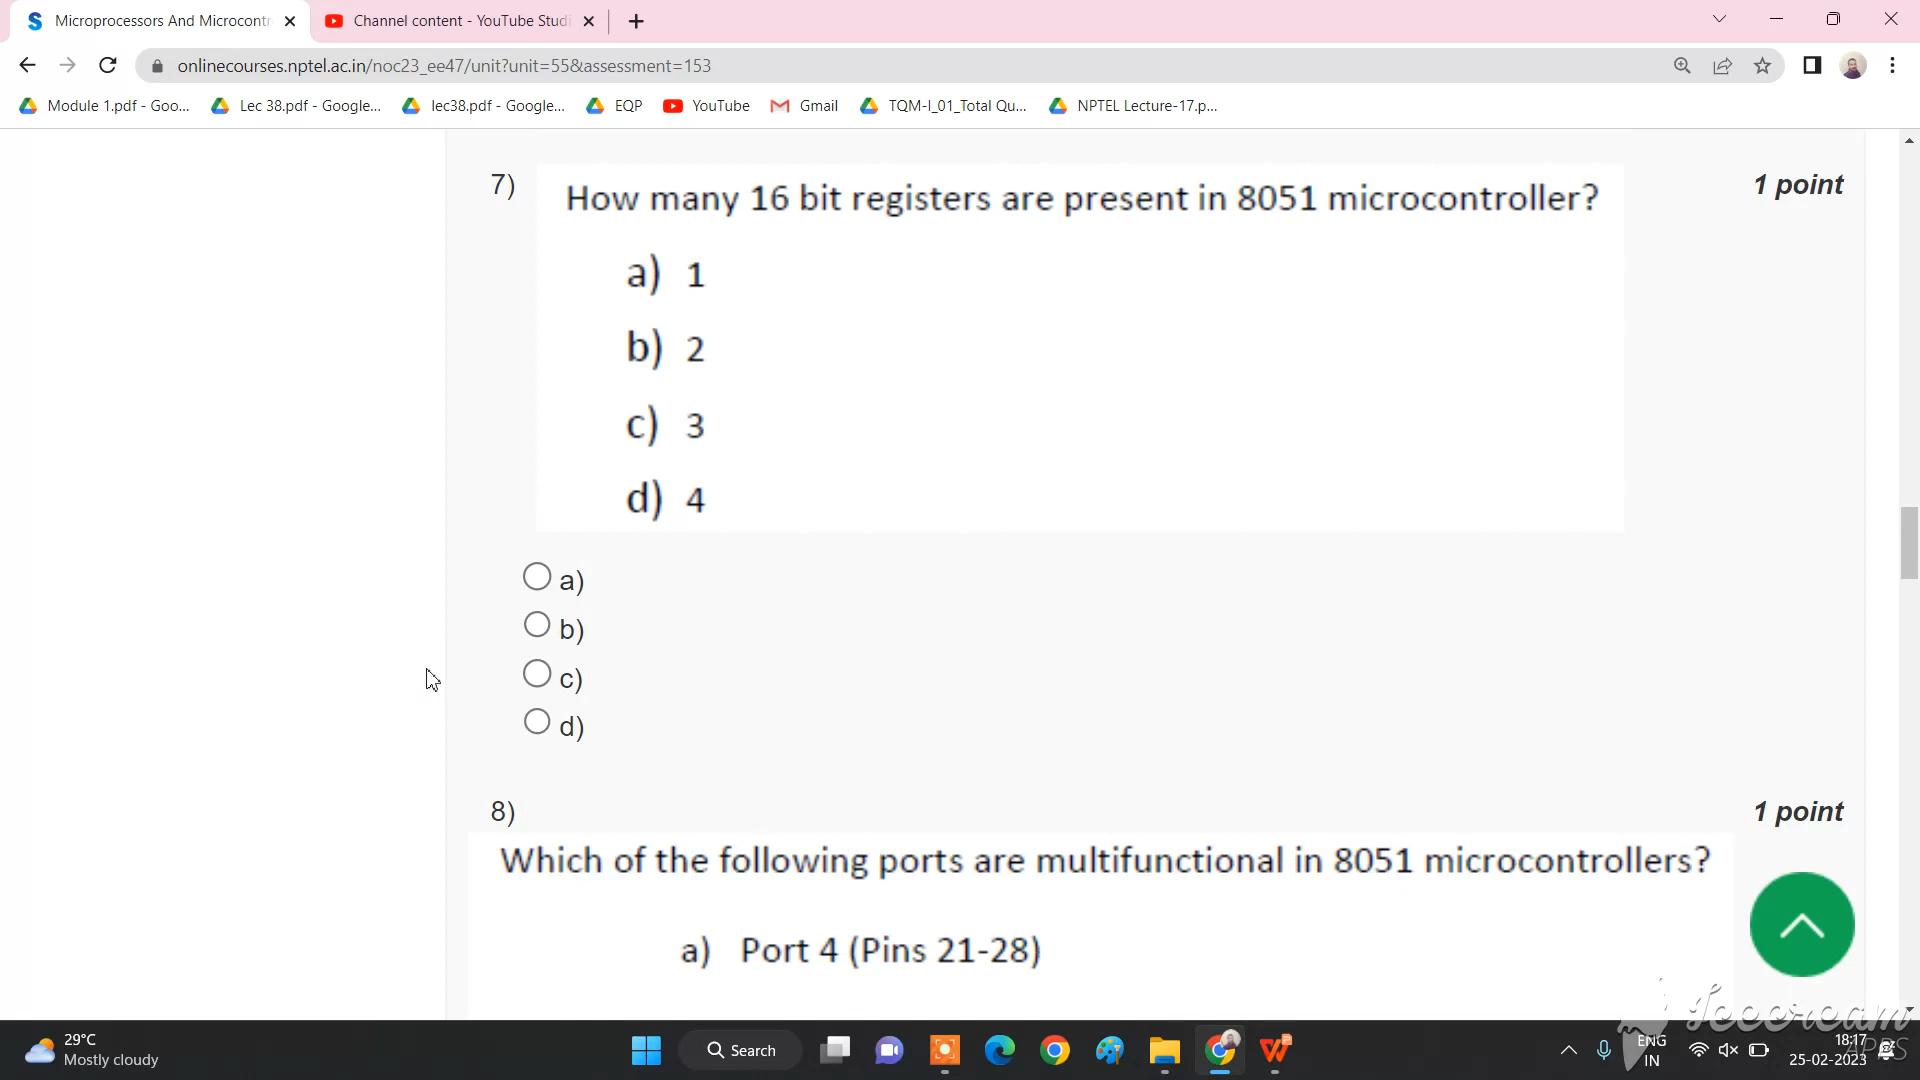 Microprocessors And Microcontr
Channel content - YouTube Studi
onlinecourses.nptel.ac.in/noc23_ee47/unit?unit=55&assessment=153
Module 1.pdf - Goo...
Lec 38.pdf - Google...
lec38.pdf - Google...
EQP
YouTube
Gmail
TQM-I_01_Total Qu...
NPTEL Lecture-17.p...
7)
How many 16 bit registers are present in 8051 microcontroller?
1 point
a) 1
b) 2
c) 3
d) 4
a)
b)
c)
d)
8)
1 point
Which of the following ports are multifunctional in 8051 microcontrollers?
a) Port 4 (Pins 21-28)
Icecream
APPS
29°C
Mostly cloudy
Search
ENG
IN
18:17
25-02-2023